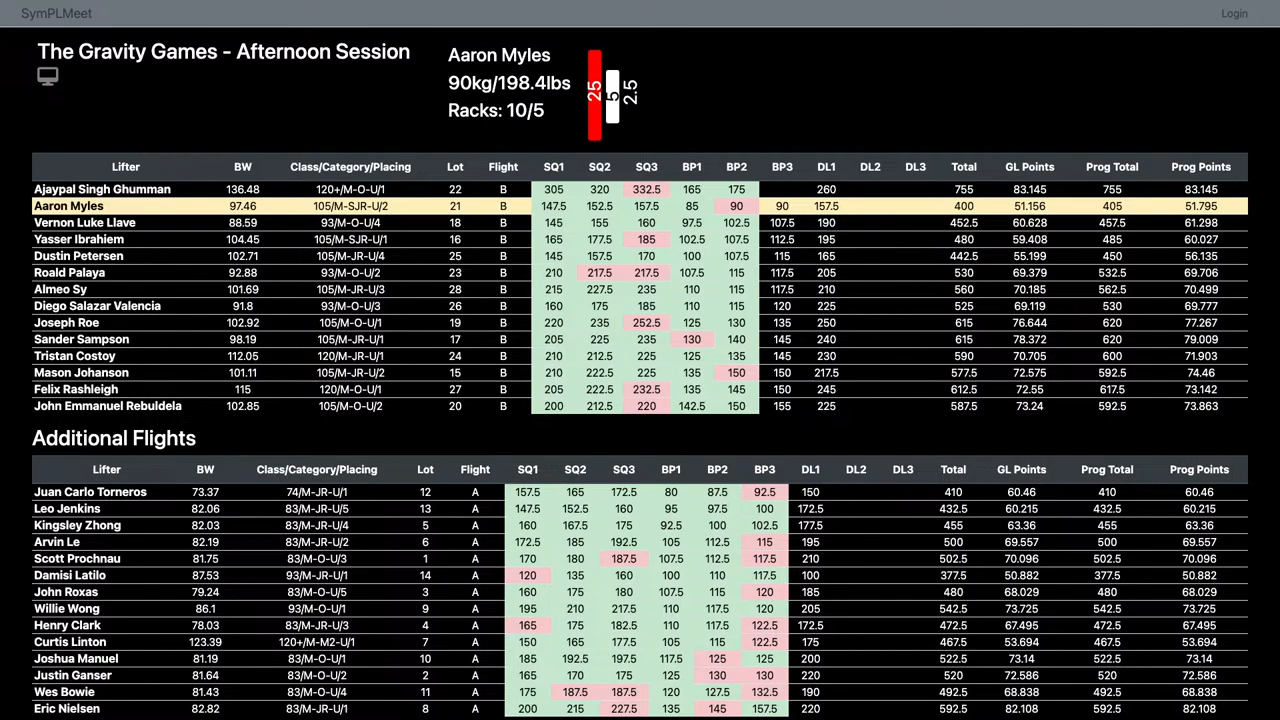 SymPLMeet Login
The Gravity Games - Afternoon Session
Aaron Myles
90kg/198.4lbs
Racks: 10/5
25
5
2.5
Lifter BW Class/Category/Placing Lot Flight SQ1 SQ2 SQ3 BP1 BP2 BP3 DL1 DL2 DL3 Total GL Points Prog Total Prog Points
Ajaypal Singh Ghumman 136.48 120+/M-O-U/1 22 B 305 320 332.5 165 175 260 755 83.145 755 83.145
Aaron Myles 97.46 105/M-SJR-U/2 21 B 147.5 152.5 157.5 85 90 90 157.5 400 51.156 405 51.795
Vernon Luke Llave 88.59 93/M-O-U/4 18 B 145 155 160 97.5 102.5 107.5 190 452.5 60.628 457.5 61.298
Yasser Ibrahiem 104.45 105/M-SJR-U/1 16 B 165 177.5 185 102.5 107.5 112.5 195 480 59.408 485 60.027
Dustin Petersen 102.71 105/M-JR-U/4 25 B 145 157.5 170 100 107.5 115 165 442.5 55.199 450 56.135
Roald Palaya 92.88 93/M-O-U/2 23 B 210 217.5 217.5 107.5 115 117.5 205 530 69.379 532.5 69.706
Almeo Sy 101.69 105/M-JR-U/3 28 B 215 227.5 235 110 115 117.5 210 560 70.185 562.5 70.499
Diego Salazar Valencia 91.8 93/M-O-U/3 26 B 160 175 185 110 115 120 225 525 69.119 530 69.777
Joseph Roe 102.92 105/M-O-U/1 19 B 220 235 252.5 125 130 135 250 615 76.644 620 77.267
Sander Sampson 98.19 105/M-JR-U/1 17 B 205 225 235 130 140 145 240 615 78.372 620 79.009
Tristan Costoy 112.05 120/M-JR-U/1 24 B 210 212.5 225 125 135 145 230 590 70.705 600 71.903
Mason Johanson 101.11 105/M-JR-U/2 15 B 210 222.5 225 135 150 150 217.5 577.5 72.575 592.5 74.46
Felix Rashleigh 115 120/M-O-U/1 27 B 205 222.5 232.5 135 145 150 245 612.5 72.55 617.5 73.142
John Emmanuel Rebuldela 102.85 105/M-O-U/2 20 B 200 212.5 220 142.5 150 155 225 587.5 73.24 592.5 73.863
Additional Flights
Lifter BW Class/Category/Placing Lot Flight SQ1 SQ2 SQ3 BP1 BP2 BP3 DL1 DL2 DL3 Total GL Points Prog Total Prog Points
Juan Carlo Torneros 73.37 74/M-JR-U/1 12 A 157.5 165 172.5 80 87.5 92.5 150 410 60.46 410 60.46
Leo Jenkins 82.06 83/M-JR-U/5 13 A 147.5 152.5 160 95 97.5 100 172.5 432.5 60.215 432.5 60.215
Kingsley Zhong 82.03 83/M-JR-U/4 5 A 160 167.5 175 92.5 100 102.5 177.5 455 63.36 455 63.36
Arvin Le 82.19 83/M-JR-U/2 6 A 172.5 185 192.5 105 112.5 115 195 500 69.557 500 69.557
Scott Prochnau 81.75 83/M-O-U/3 1 A 170 180 187.5 107.5 112.5 117.5 210 502.5 70.096 502.5 70.096
Damisi Latilo 87.53 93/M-JR-U/1 14 A 120 135 160 100 110 117.5 100 377.5 50.882 377.5 50.882
John Roxas 79.24 83/M-O-U/5 3 A 160 175 180 107.5 115 120 185 480 68.029 480 68.029
Willie Wong 86.1 93/M-O-U/1 9 A 195 210 217.5 110 117.5 120 205 542.5 73.725 542.5 73.725
Henry Clark 78.03 83/M-JR-U/3 4 A 165 175 182.5 110 117.5 122.5 172.5 472.5 67.495 472.5 67.495
Curtis Linton 123.39 120+/M-M2-U/1 7 A 150 165 177.5 105 115 122.5 175 467.5 53.694 467.5 53.694
Joshua Manuel 81.19 83/M-O-U/1 10 A 185 192.5 197.5 117.5 125 125 200 522.5 73.14 522.5 73.14
Justin Ganser 81.64 83/M-O-U/2 2 A 165 170 175 125 130 130 220 520 72.586 520 72.586
Wes Bowie 81.43 83/M-O-U/4 11 A 175 187.5 187.5 120 127.5 132.5 190 492.5 68.838 492.5 68.838
Eric Nielsen 82.82 83/M-JR-U/1 8 A 200 215 227.5 135 145 157.5 220 592.5 82.108 592.5 82.108